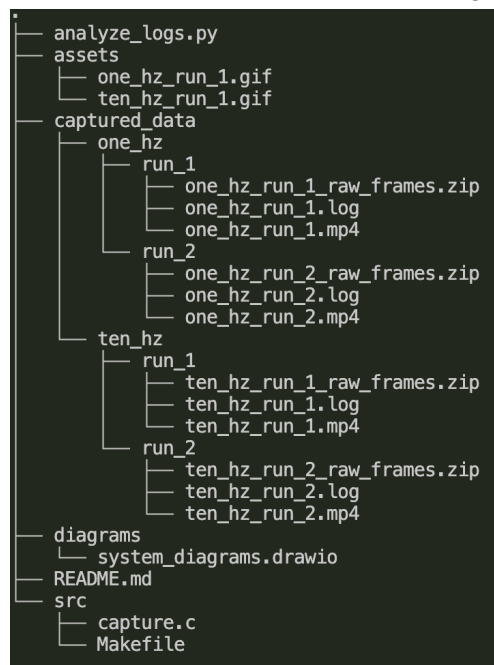 .
├── analyze_logs.py
├── assets
│   ├── one_hz_run_1.gif
│   └── ten_hz_run_1.gif
├── captured_data
│   ├── one_hz
│   │   ├── run_1
│   │   │   ├── one_hz_run_1_raw_frames.zip
│   │   │   ├── one_hz_run_1.log
│   │   │   └── one_hz_run_1.mp4
│   │   └── run_2
│   │       ├── one_hz_run_2_raw_frames.zip
│   │       ├── one_hz_run_2.log
│   │       └── one_hz_run_2.mp4
│   └── ten_hz
│       ├── run_1
│       │   ├── ten_hz_run_1_raw_frames.zip
│       │   ├── ten_hz_run_1.log
│       │   └── ten_hz_run_1.mp4
│       └── run_2
│           ├── ten_hz_run_2_raw_frames.zip
│           ├── ten_hz_run_2.log
│           └── ten_hz_run_2.mp4
├── diagrams
│   └── system_diagrams.drawio
├── README.md
└── src
    ├── capture.c
    └── Makefile